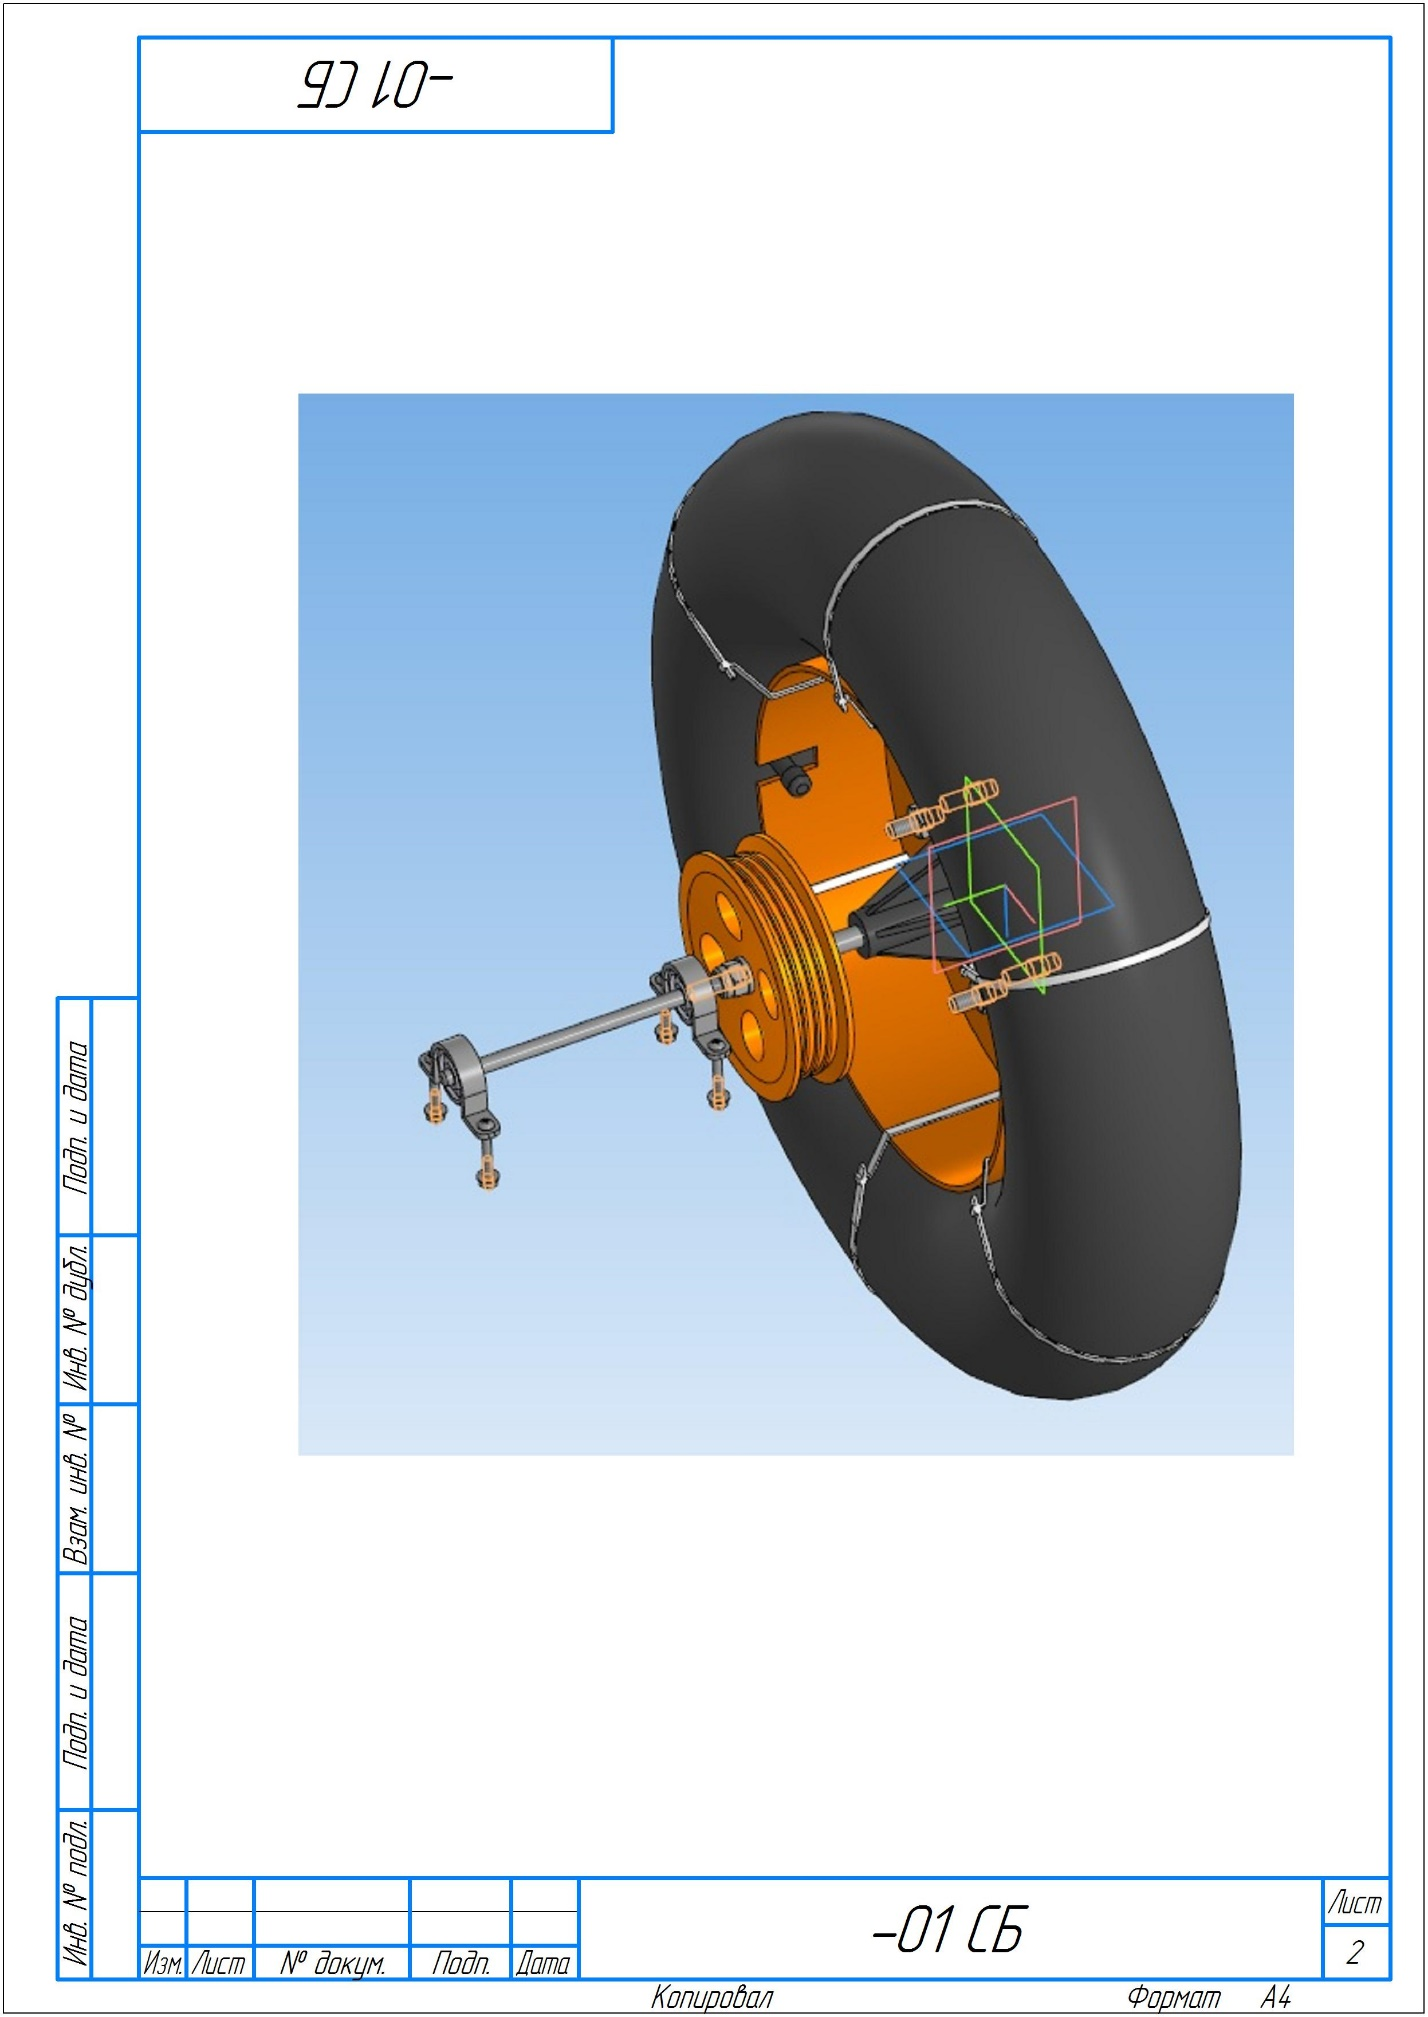 -01 СБ
Подп. и дата
Инв. № дубл.
Взам. инв. №
Подп. и дата
Инв. № подл.
Изм. Лист № докум. Подп. Дата
-01 СБ
Лист
2
Копировал Формат А4